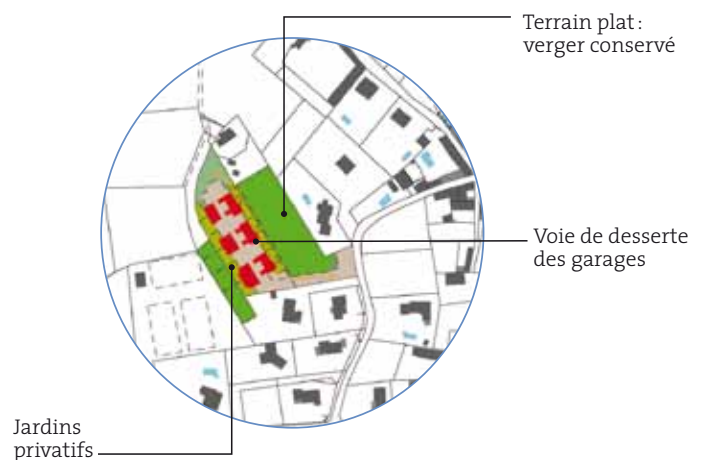 Terrain plat :
verger conservé
Voie de desserte
des garages
Jardins
privatifs